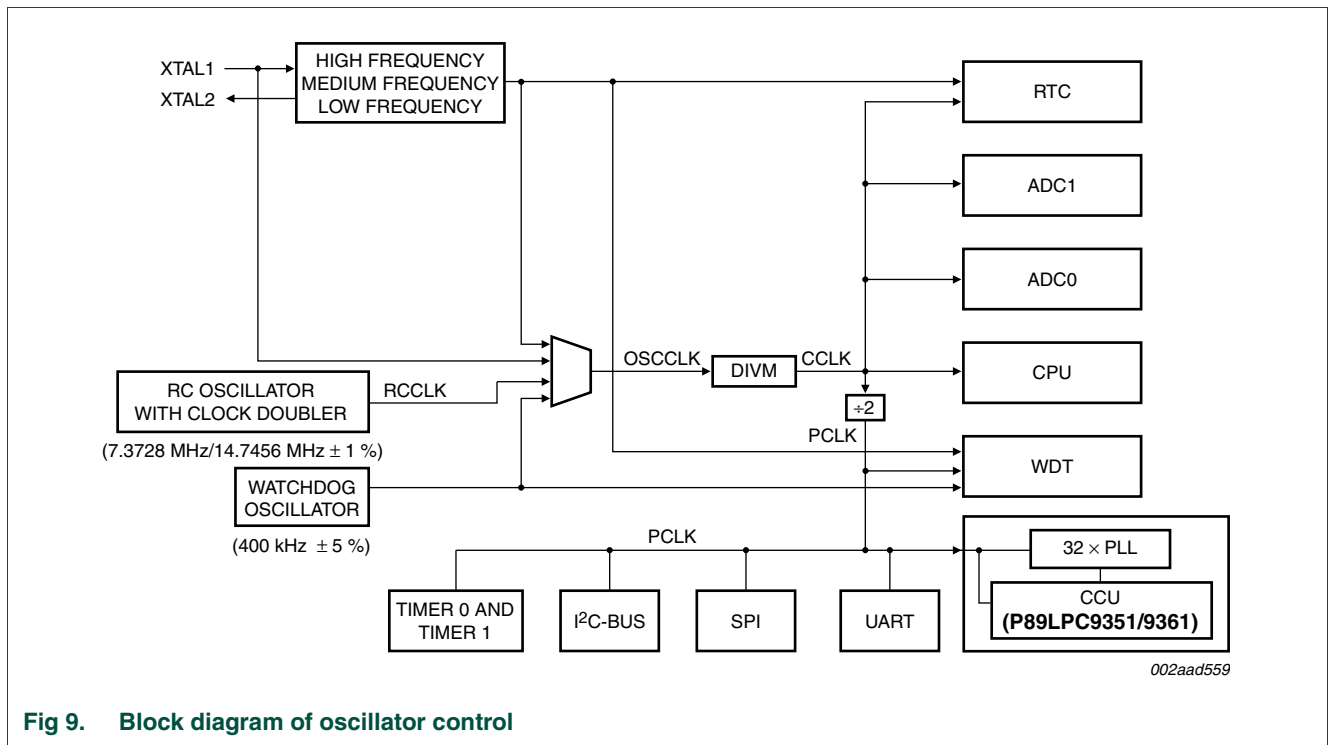 XTAL1
XTAL2
HIGH FREQUENCY
MEDIUM FREQUENCY
LOW FREQUENCY
RTC
ADC1
ADC0
OSCCLK
DIVM
CCLK
CPU
RC OSCILLATOR
WITH CLOCK DOUBLER
RCCLK
(7.3728 MHz/14.7456 MHz ± 1 %)
÷2
PCLK
WDT
WATCHDOG
OSCILLATOR
(400 kHz ± 5 %)
PCLK
32 × PLL
TIMER 0 AND
TIMER 1
I²C-BUS
SPI
UART
CCU
(P89LPC9351/9361)
002aad559
Fig 9. Block diagram of oscillator control